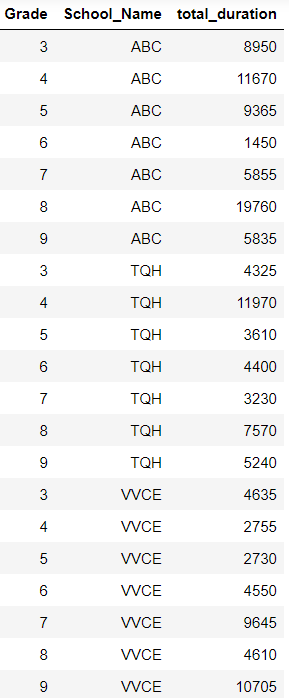 Grade School_Name total_duration
3 ABC 8950
4 ABC 11670
5 ABC 9365
6 ABC 1450
7 ABC 5855
8 ABC 19760
9 ABC 5835
3 TQH 4325
4 TQH 11970
5 TQH 3610
6 TQH 4400
7 TQH 3230
8 TQH 7570
9 TQH 5240
3 VVCE 4635
4 VVCE 2755
5 VVCE 2730
6 VVCE 4550
7 VVCE 9645
8 VVCE 4610
9 VVCE 10705